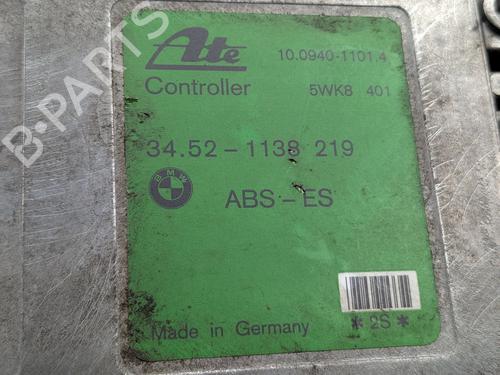 Ate
10.0940-1101.4
Controller
5WK8 401
34.52-1138 219
BMW
ABS-ES
Made in Germany
* 2S *
B-PARTS